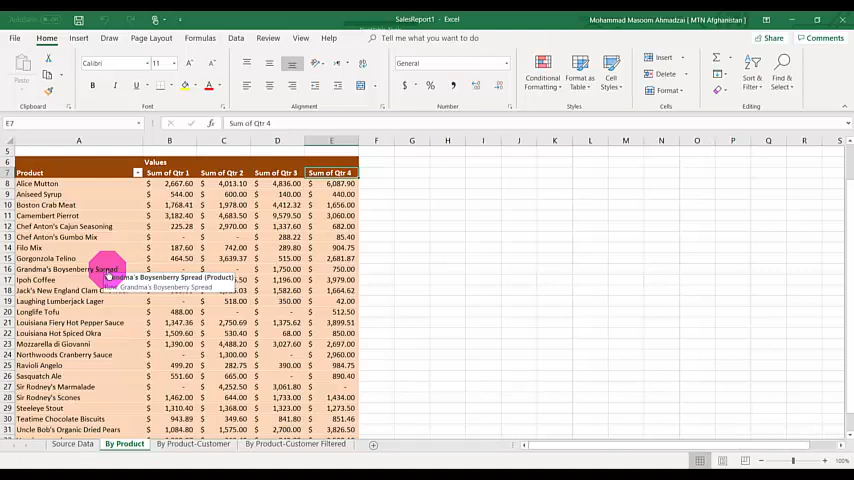 AutoSave Off
SalesReport1 - Excel
Mohammad Masoom Ahmadzai [ MTN Afghanistan ]
File Home Insert Draw Page Layout Formulas Data Review View Help Tell me what you want to do Share Comments
Paste Calibri 11 General Conditional Formatting Format as Table Cell Styles Insert Delete Format Sort & Filter Find & Select
Clipboard Font Alignment Number Styles Cells Editing
E7 Sum of Qtr 4
A B C D E F G H I J K L M N O P Q R S
5
6 Values
7 Product Sum of Qtr 1 Sum of Qtr 2 Sum of Qtr 3 Sum of Qtr 4
8 Alice Mutton $ 2,667.60 $ 4,013.10 $ 4,836.00 $ 6,087.90
9 Aniseed Syrup $ 544.00 $ 600.00 $ 140.00 $ 440.00
10 Boston Crab Meat $ 1,768.41 $ 1,978.00 $ 4,412.32 $ 1,656.00
11 Camembert Pierrot $ 3,182.40 $ 4,683.50 $ 9,579.50 $ 3,060.00
12 Chef Anton's Cajun Seasoning $ - $ - $ - $ 682.00
13 Chef Anton's Gumbo Mix $ - $ - $ 288.22 $ 85.40
14 Filo Mix $ 187.60 $ 742.00 $ 289.80 $ 904.75
15 Gorgonzola Telino $ 464.50 $ 3,639.37 $ 515.00 $ 2,681.87
16 Grandma's Boysenberry Spread $ - $ - $ 1,750.00 $ 750.00
Grandma's Boysenberry Spread (Product)
17 Ipoh Coffee .50 $ 1,196.00 $ 3,979.00
Row: Grandma's Boysenberry Spread
18 Jack's New England Clam $ 1,582.60 $ 1,664.62
19 Laughing Lumberjack Lager $ - $ 518.00 $ 350.00 $ 42.00
20 Longlife Tofu $ 488.00 $ - $ - $ 512.50
21 Louisiana Fiery Hot Pepper Sauce $ 1,347.36 $ 2,750.69 $ 1,375.62 $ 3,899.51
22 Louisiana Hot Spiced Okra $ 1,509.60 $ 530.40 $ 68.00 $ 850.00
23 Mozzarella di Giovanni $ 1,390.00 $ 4,488.20 $ 3,027.60 $ 2,697.00
24 Northwoods Cranberry Sauce $ - $ 1,300.00 $ - $ 2,960.00
25 Ravioli Angelo $ 499.20 $ 282.75 $ 390.00 $ 984.75
26 Sasquatch Ale $ 551.60 $ 665.00 $ - $ 890.40
27 Sir Rodney's Marmalade $ - $ 4,252.50 $ 3,061.80 $ -
28 Sir Rodney's Scones $ 1,462.00 $ 644.00 $ 1,733.00 $ 1,434.00
29 Steeleye Stout $ 1,310.40 $ 1,368.00 $ 1,323.00 $ 1,273.50
30 Teatime Chocolate Biscuits $ 943.89 $ 349.60 $ 841.80 $ 851.46
31 Uncle Bob's Organic Dried Pears $ 1,084.80 $ 1,575.00 $ 2,700.00 $ 3,826.50
Source Data By Product By Product-Customer By Product-Customer Filtered
100%